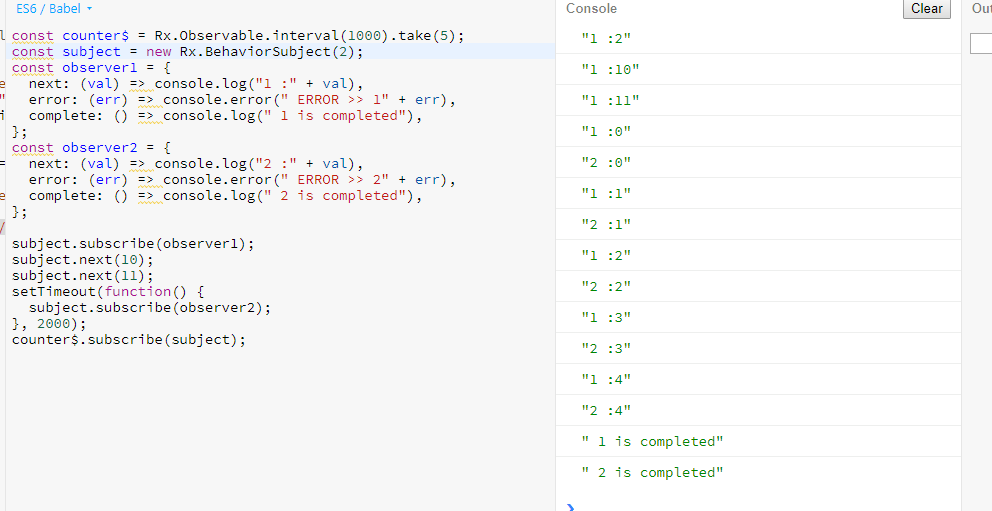 ES6 / Babel
Console
Clear
Out
const counter$ = Rx.Observable.interval(1000).take(5);
const subject = new Rx.BehaviorSubject(2);
const observer1 = {
  next: (val) => console.log("1 :" + val),
  error: (err) => console.error(" ERROR >> 1" + err),
  complete: () => console.log(" 1 is completed"),
};
const observer2 = {
  next: (val) => console.log("2 :" + val),
  error: (err) => console.error(" ERROR >> 2" + err),
  complete: () => console.log(" 2 is completed"),
};
subject.subscribe(observer1);
subject.next(10);
subject.next(11);
setTimeout(function() {
  subject.subscribe(observer2);
}, 2000);
counter$.subscribe(subject);
"1 :2"
"1 :10"
"1 :11"
"1 :0"
"2 :0"
"1 :1"
"2 :1"
"1 :2"
"2 :2"
"1 :3"
"2 :3"
"1 :4"
"2 :4"
" 1 is completed"
" 2 is completed"